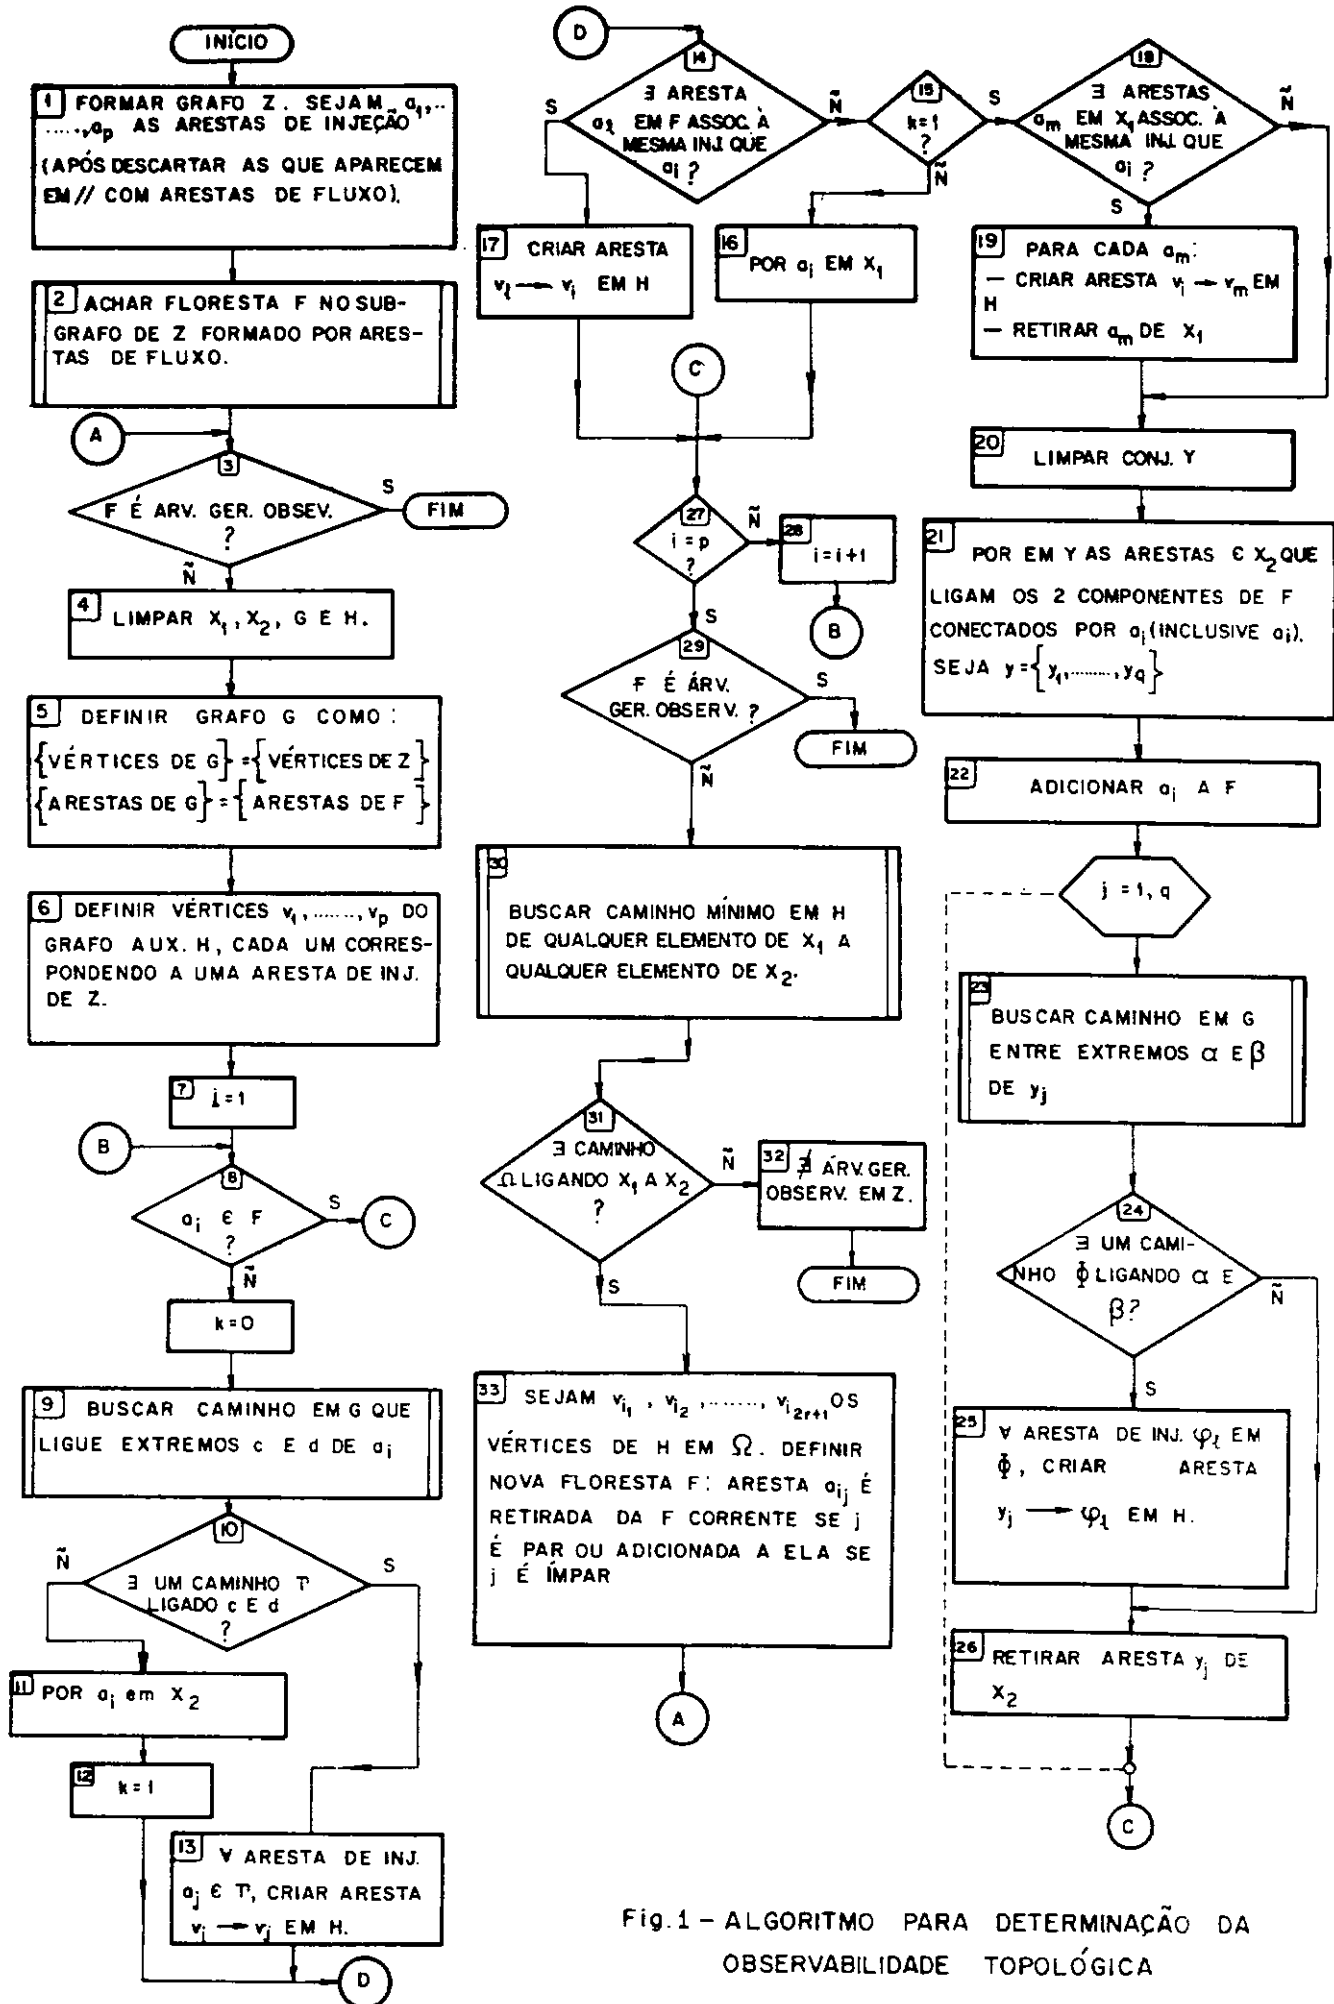 INÍCIO
1 FORMAR GRAFO Z. SEJAM a₁,..
....,aₚ AS ARESTAS DE INJEÇÃO
(APÓS DESCARTAR AS QUE APARECEM
EM // COM ARESTAS DE FLUXO).
2 ACHAR FLORESTA F NO SUB-
GRAFO DE Z FORMADO POR ARES-
TAS DE FLUXO.
A
3
F É ARV. GER. OBSEV.
?
S
FIM
Ñ
4 LIMPAR X₁, X₂, G E H.
5 DEFINIR GRAFO G COMO :
{VÉRTICES DE G} = {VÉRTICES DE Z}
{ARESTAS DE G} = {ARESTAS DE F}
6 DEFINIR VÉRTICES v₁,......,vₚ DO
GRAFO AUX. H, CADA UM CORRES-
PONDENDO A UMA ARESTA DE INJ.
DE Z.
7 i=1
B
8
aᵢ ∈ F
?
S
C
Ñ
k=0
9 BUSCAR CAMINHO EM G QUE
LIGUE EXTREMOS c E d DE aᵢ
10
Ñ
S
∃ UM CAMINHO T
LIGADO c E d
?
11 POR aᵢ em X₂
12 k=1
13 ∀ ARESTA DE INJ.
aⱼ ∈ T, CRIAR ARESTA
vᵢ → vⱼ EM H.
D
D
14
S
∃ ARESTA
aₗ EM F ASSOC. À
MESMA INJ. QUE
aᵢ ?
Ñ
15
k=1
?
S
Ñ
18
∃ ARESTAS
aₘ EM X₁ ASSOC. À
MESMA INJ. QUE
aᵢ ?
Ñ
S
17 CRIAR ARESTA
vₗ → vᵢ EM H
16
POR aᵢ EM X₁
19 PARA CADA aₘ:
— CRIAR ARESTA vᵢ → vₘ EM
H
— RETIRAR aₘ DE X₁
C
20
LIMPAR CONJ. Y
27
i = p
?
Ñ
28
i=i+1
B
S
21
POR EM Y AS ARESTAS ∈ X₂ QUE
LIGAM OS 2 COMPONENTES DE F
CONECTADOS POR aᵢ (INCLUSIVE aᵢ).
SEJA y={y₁,......,y_q}
29
F É ÁRV.
GER. OBSERV. ?
S
FIM
Ñ
22
ADICIONAR aᵢ A F
j = 1, q
30
BUSCAR CAMINHO MÍNIMO EM H
DE QUALQUER ELEMENTO DE X₁ A
QUALQUER ELEMENTO DE X₂.
23
BUSCAR CAMINHO EM G
ENTRE EXTREMOS α E β
DE yⱼ
31
∃ CAMINHO
Ω LIGANDO X₁ A X₂
?
Ñ
32 ∄ ÁRV. GER.
OBSERV. EM Z.
FIM
S
24
∃ UM CAMI-
NHO Φ LIGANDO α E
β?
Ñ
S
33 SEJAM vᵢ₁ , vᵢ₂ ,......, vᵢ₂ᵣ₊₁ OS
VÉRTICES DE H EM Ω. DEFINIR
NOVA FLORESTA F: ARESTA aᵢⱼ É
RETIRADA DA F CORRENTE SE j
É PAR OU ADICIONADA A ELA SE
j É ÍMPAR
A
25 ∀ ARESTA DE INJ. φₗ EM
Φ, CRIAR ARESTA
yⱼ → φₗ EM H.
26 RETIRAR ARESTA yⱼ DE
X₂
C
Fig.1 – ALGORITMO PARA DETERMINAÇÃO DA
OBSERVABILIDADE TOPOLÓGICA